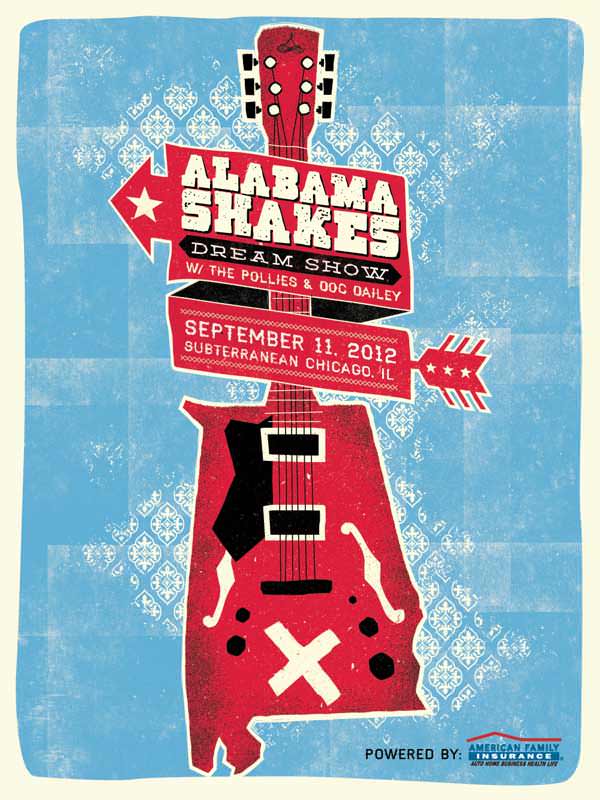 ALABAMA
SHAKES
DREAM SHOW
W/ THE POLLIES & DOC DAILEY
SEPTEMBER 11, 2012
SUBTERRANEAN CHICAGO, IL
POWERED BY:
AMERICAN FAMILY
INSURANCE ®
AUTO HOME BUSINESS HEALTH LIFE